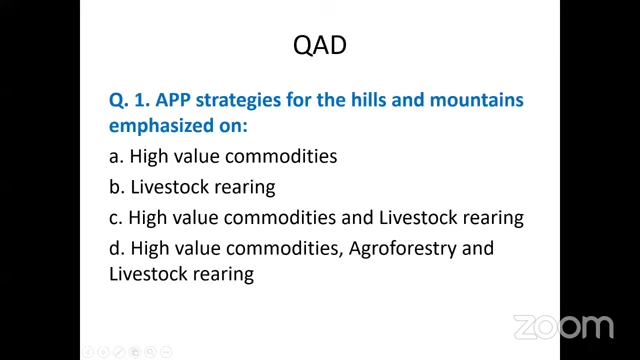 QAD
Q. 1. APP strategies for the hills and mountains
emphasized on:
a. High value commodities
b. Livestock rearing
c. High value commodities and Livestock rearing
d. High value commodities, Agroforestry and
Livestock rearing
zoom